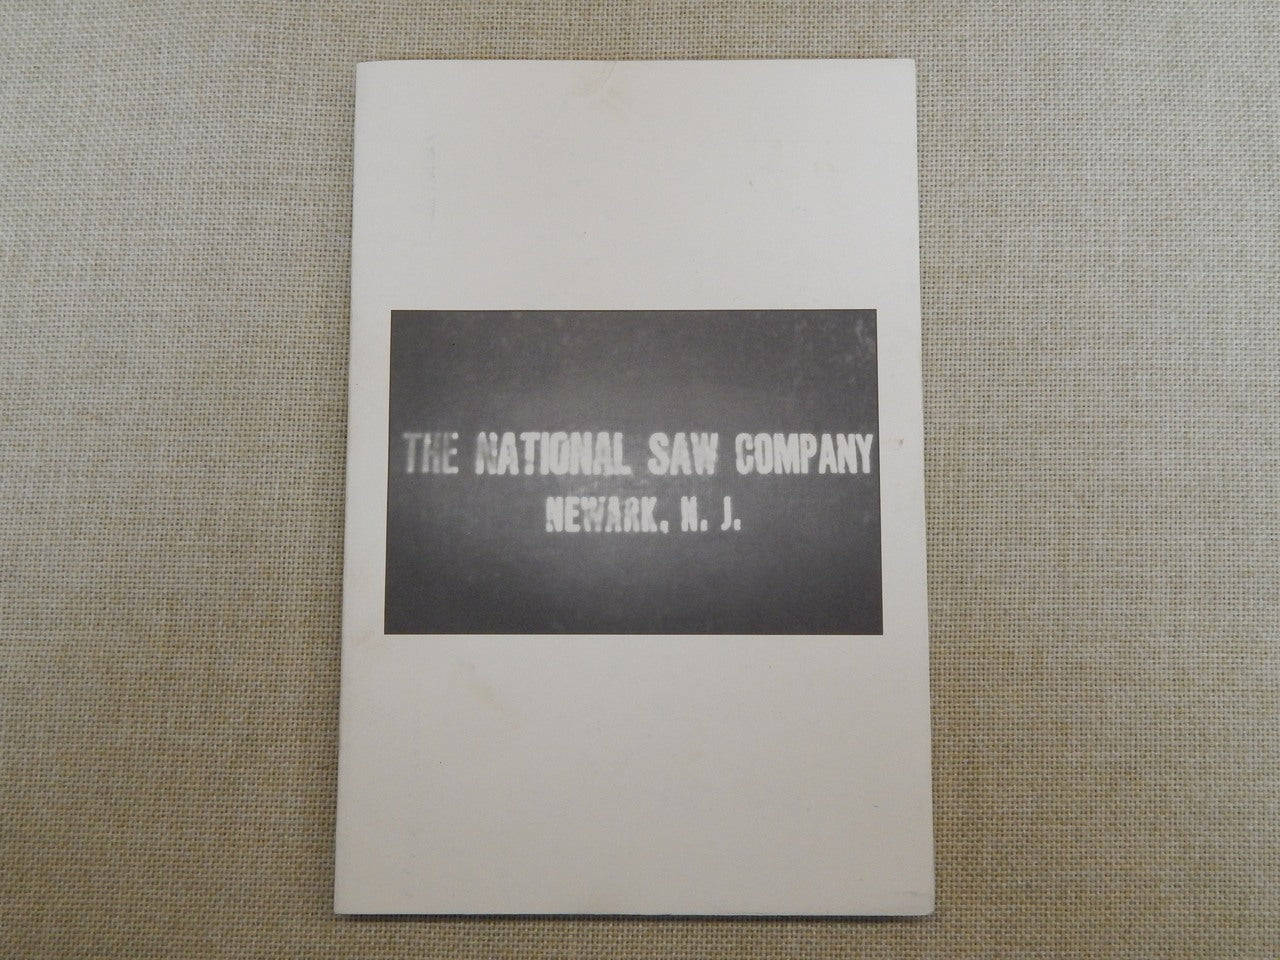 THE NATIONAL SAW COMPANY
NEWARK, N. J.